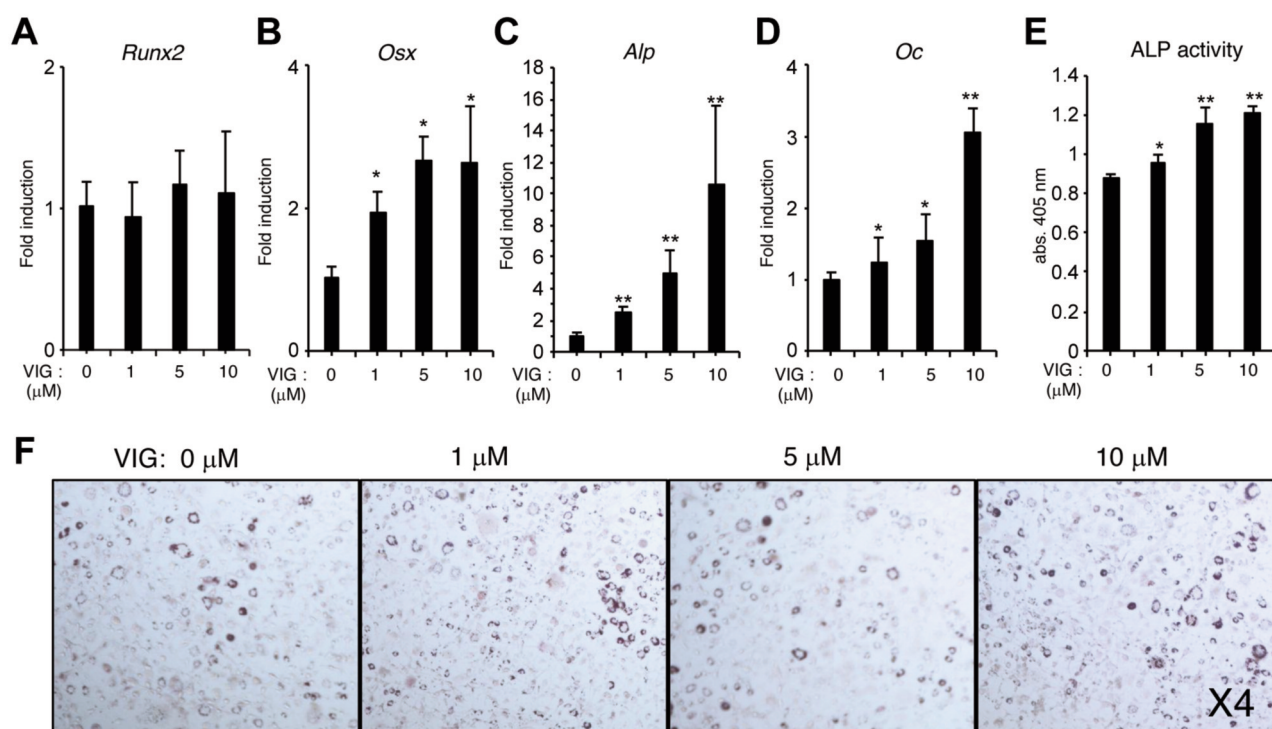 A
Runx2
Fold induction
2
1
0
VIG : 0 1 5 10
(μM)
B
Osx
Fold induction
4
2
0
* * *
VIG : 0 1 5 10
(μM)
C
Alp
Fold induction
18
16
14
12
10
8
6
4
2
0
** ** **
VIG : 0 1 5 10
(μM)
D
Oc
Fold induction
4
3
2
1
0
* * **
VIG : 0 1 5 10
(μM)
E
ALP activity
abs. 405 nm
1.4
1.2
1
0.8
0.6
0.4
0.2
0
* ** **
VIG : 0 1 5 10
(μM)
F
VIG: 0 μM 1 μM 5 μM 10 μM
X4